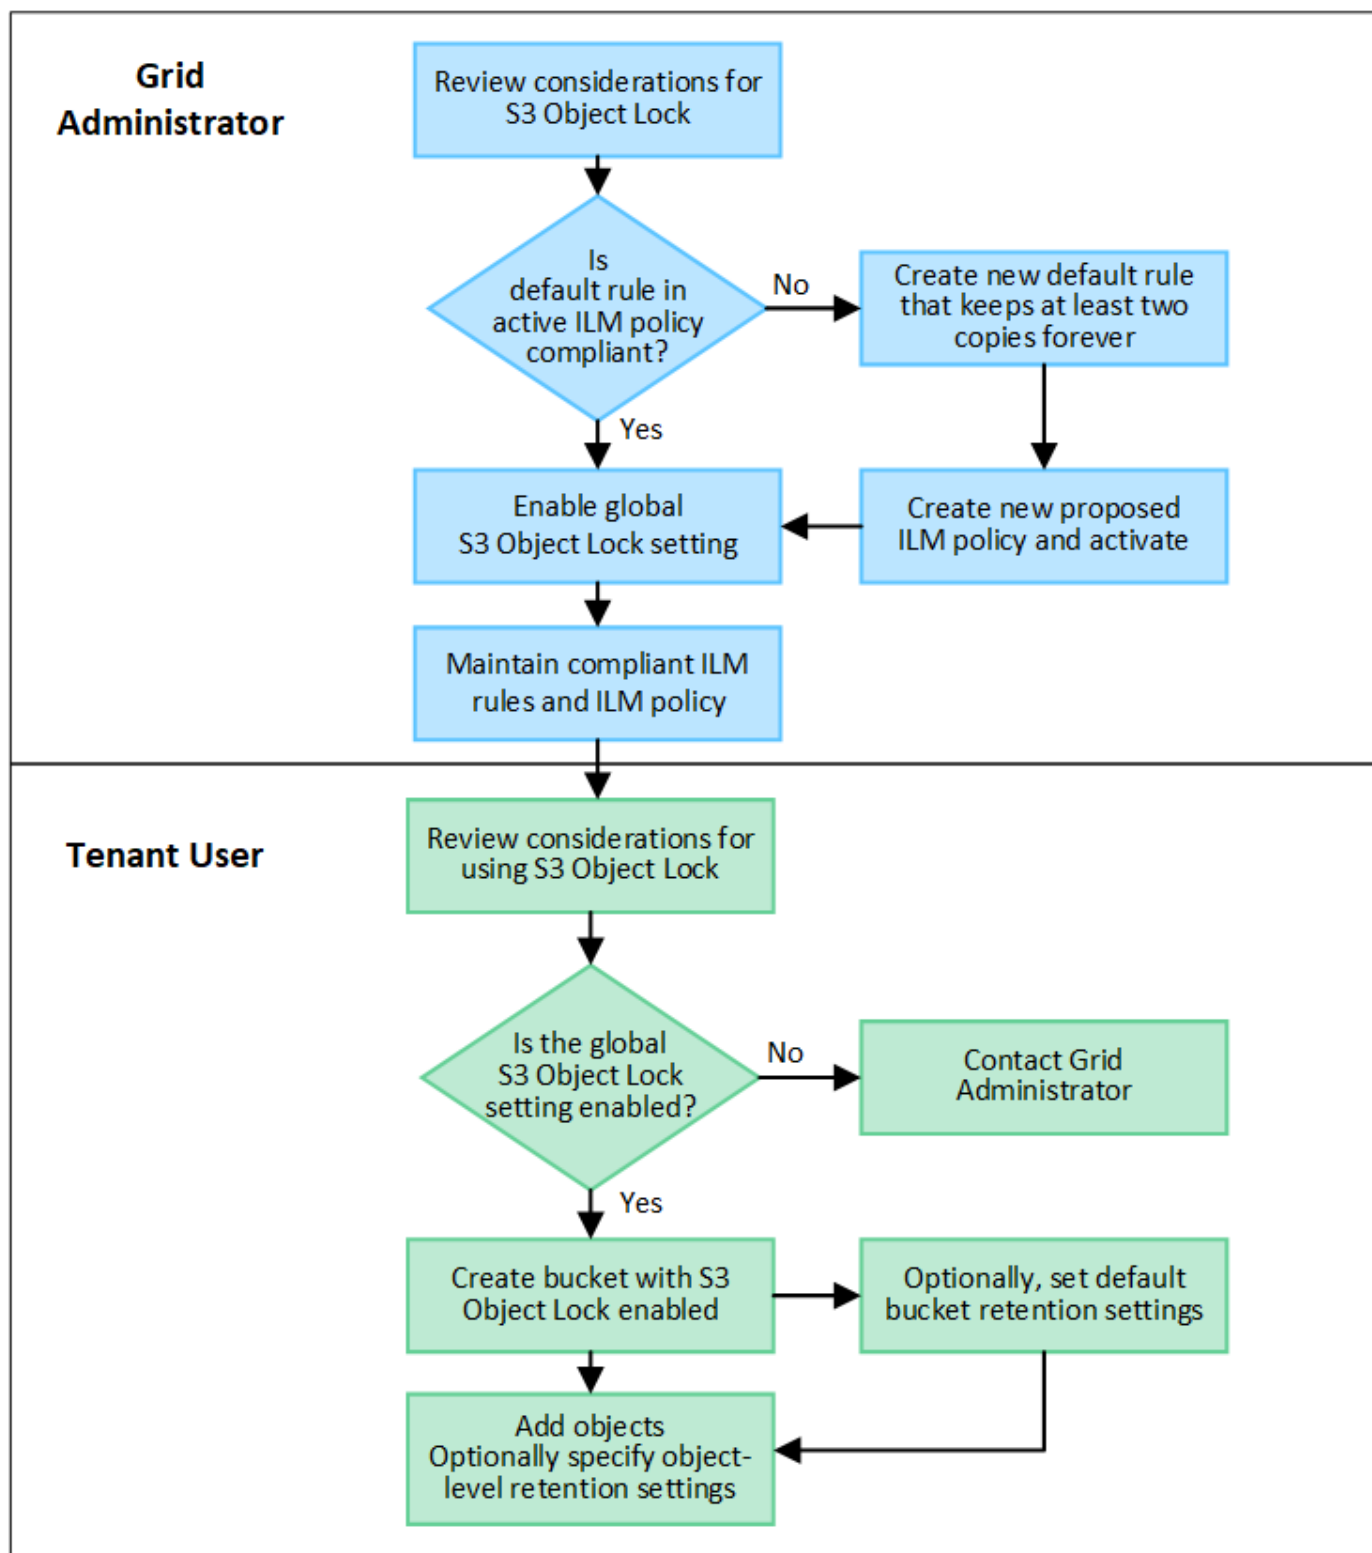 Grid
Administrator
Review considerations for
S3 Object Lock
Is
default rule in
active ILM policy
compliant?
No
Create new default rule
that keeps at least two
copies forever
Yes
Enable global
S3 Object Lock setting
Create new proposed
ILM policy and activate
Maintain compliant ILM
rules and ILM policy
Tenant User
Review considerations for
using S3 Object Lock
Is the global
S3 Object Lock
setting enabled?
No
Contact Grid
Administrator
Yes
Create bucket with S3
Object Lock enabled
Optionally, set default
bucket retention settings
Add objects
Optionally specify object-
level retention settings